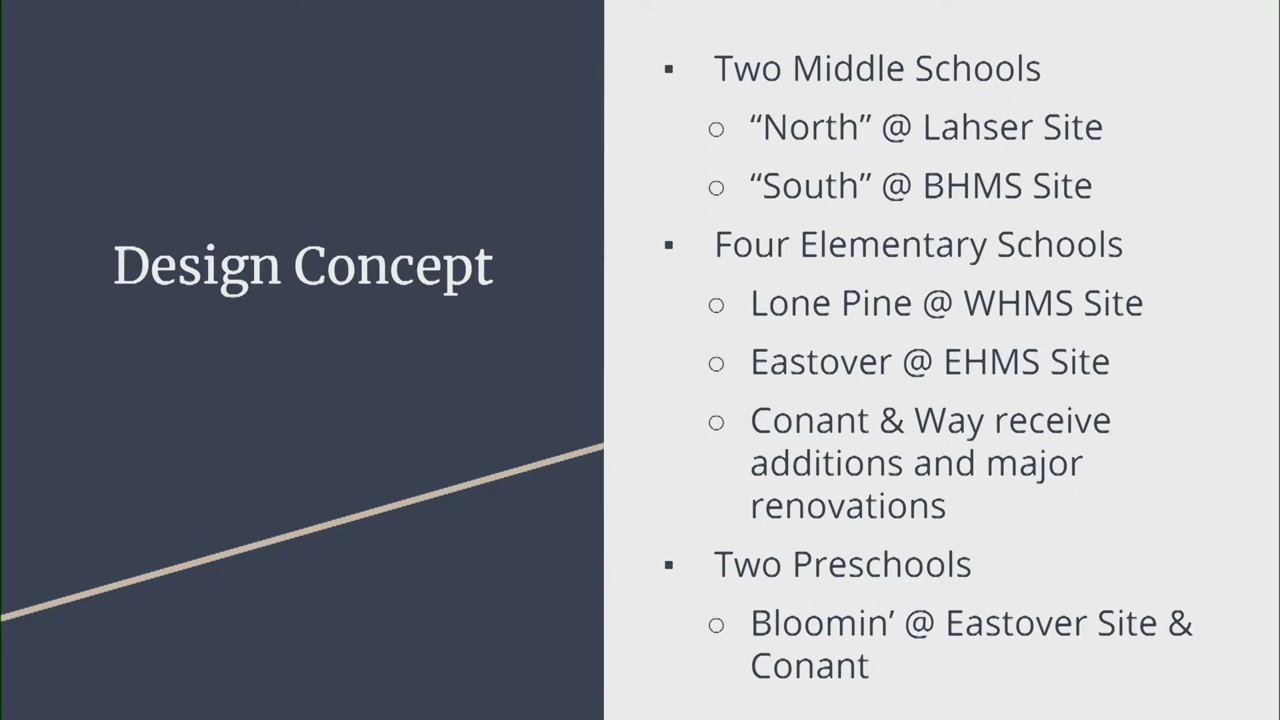 Design Concept
▪ Two Middle Schools
○ “North” @ Lahser Site
○ “South” @ BHMS Site
▪ Four Elementary Schools
○ Lone Pine @ WHMS Site
○ Eastover @ EHMS Site
○ Conant & Way receive
additions and major
renovations
▪ Two Preschools
○ Bloomin’ @ Eastover Site &
Conant